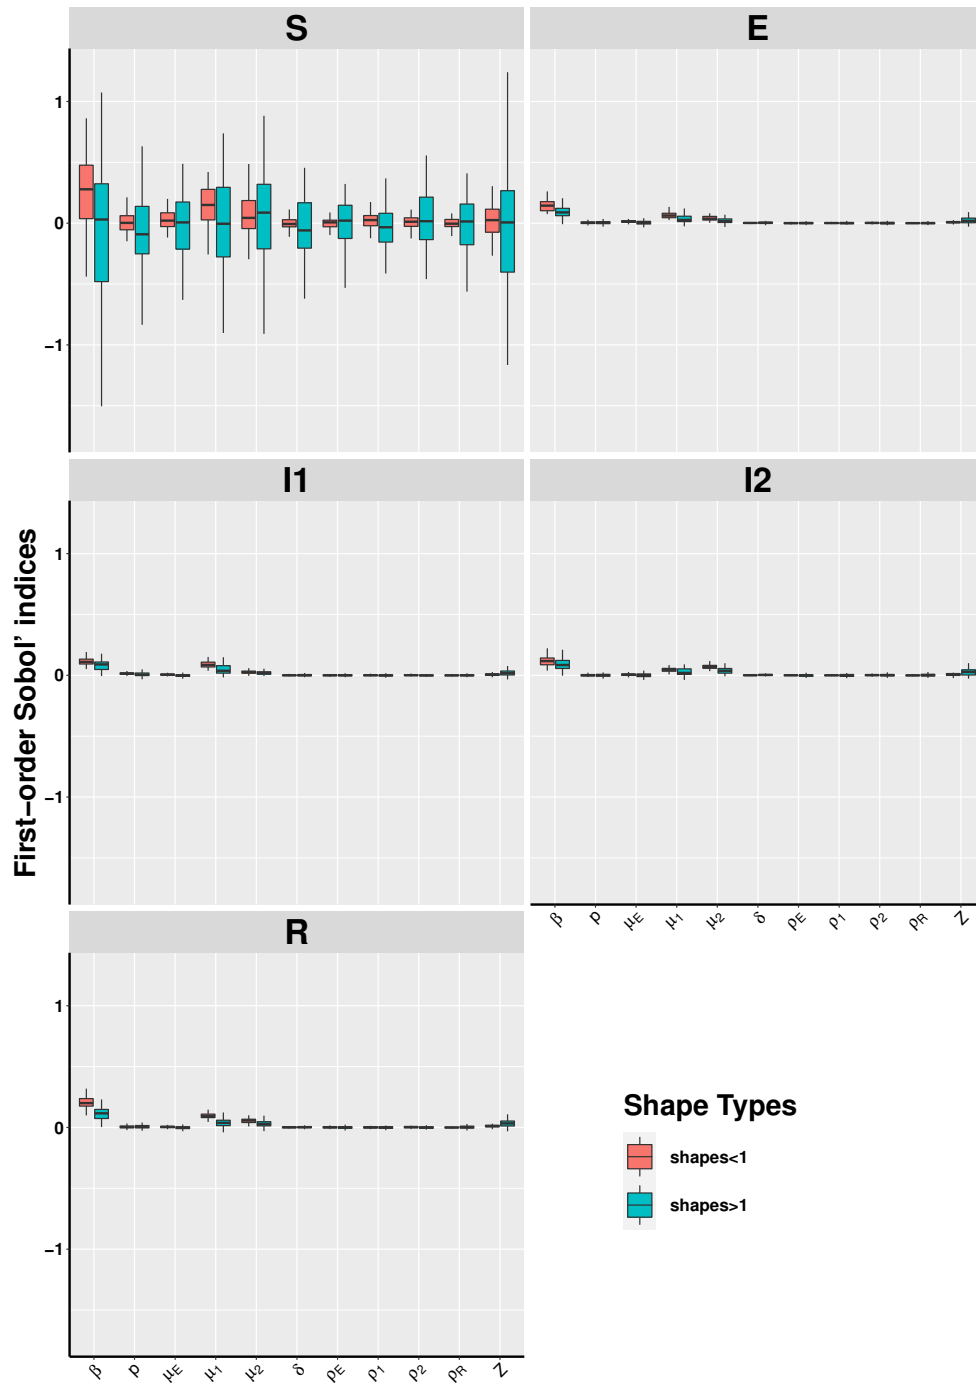 S
E
1
0
−1
I1
I2
1
0
−1
First−order Sobol' indices
β p μE μ1 μ2 δ ρE ρ1 ρ2 ρR Z
R
1
0
−1
β p μE μ1 μ2 δ ρE ρ1 ρ2 ρR Z
Shape Types
shapes<1
shapes>1